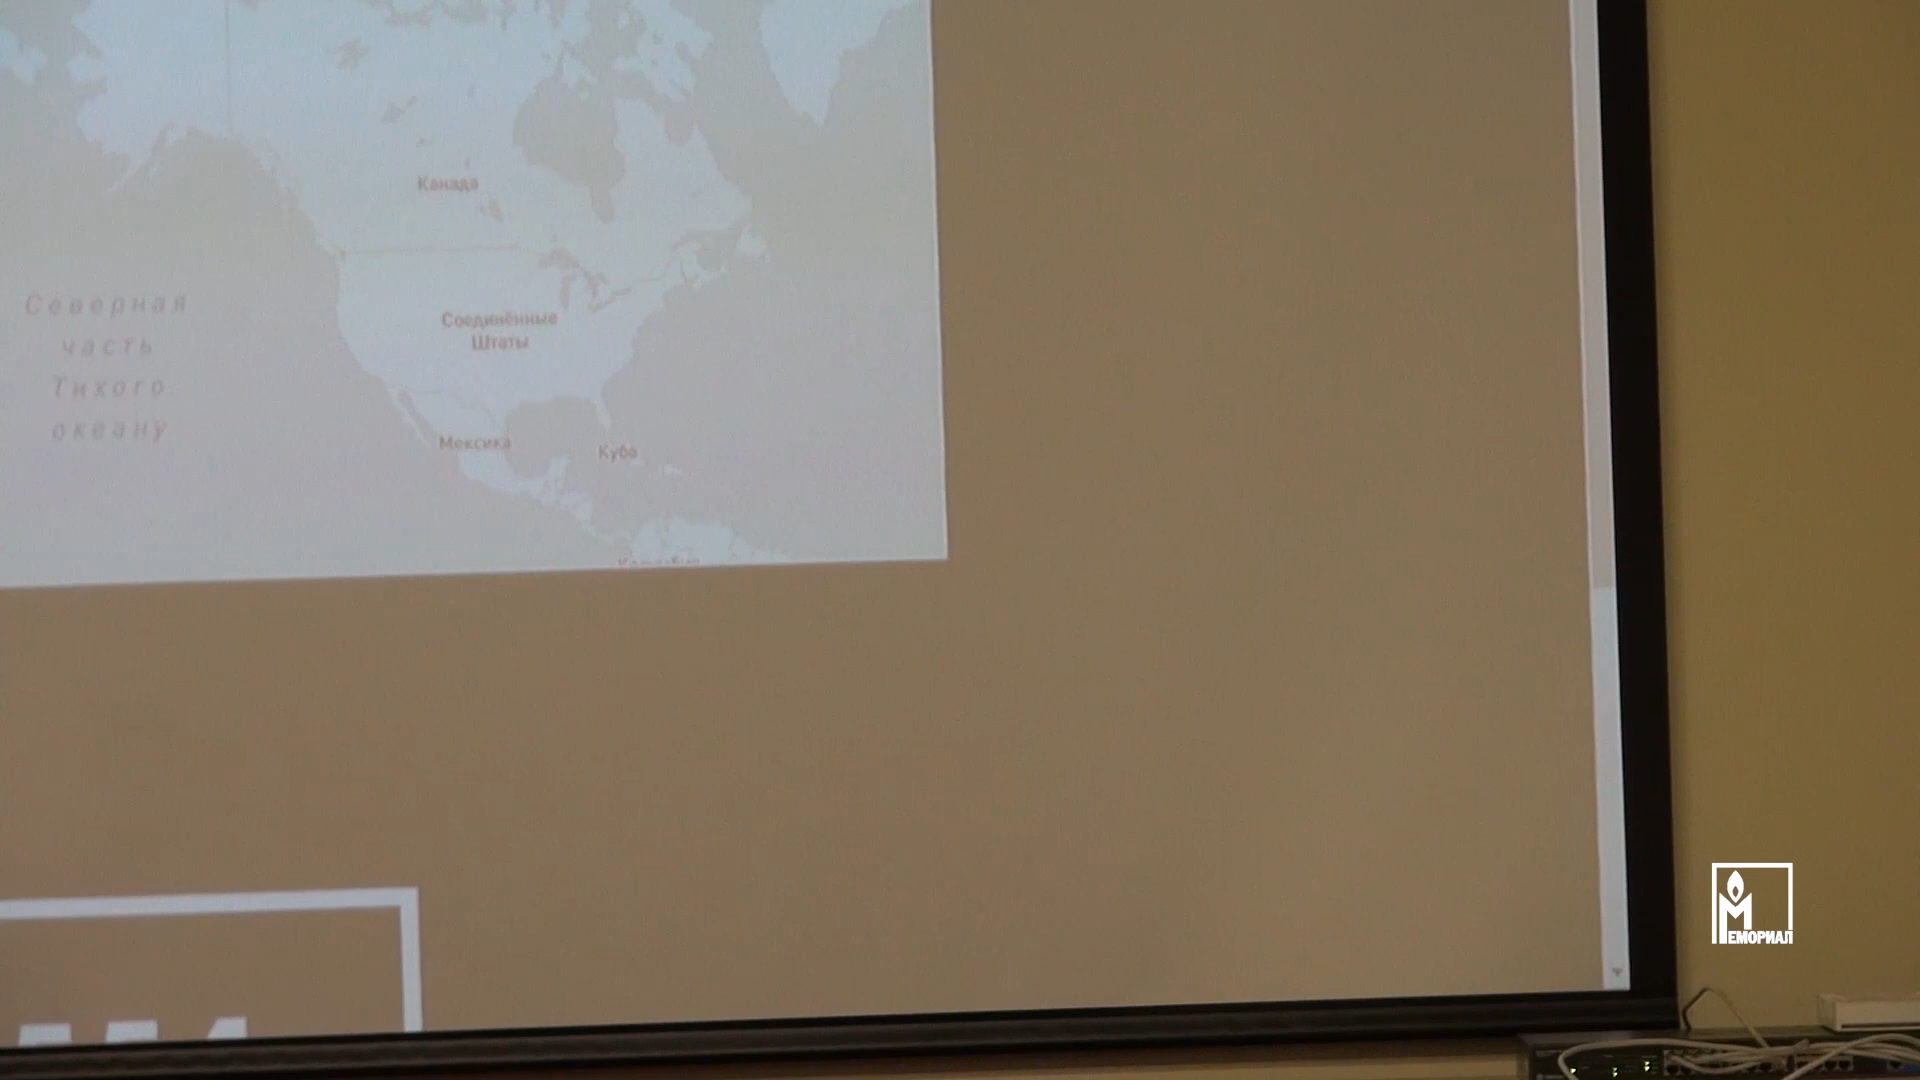 Канада
Северная
часть
Тихого
океану
Соединённые
Штаты
Мексика
Куба
МЕМОРИАЛ